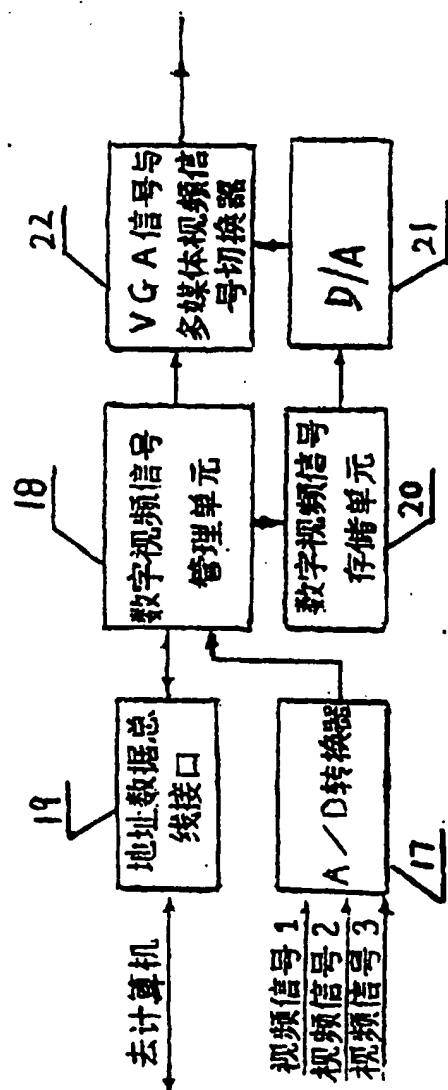 去计算机
19
地址数据总
线接口
18
数字视频信号
管理单元
22
VGA信号与
多媒体视频信
号切换器
视频信号1
视频信号2
视频信号3
A/D转换器
17
数字视频信号
存储单元
20
D/A
21